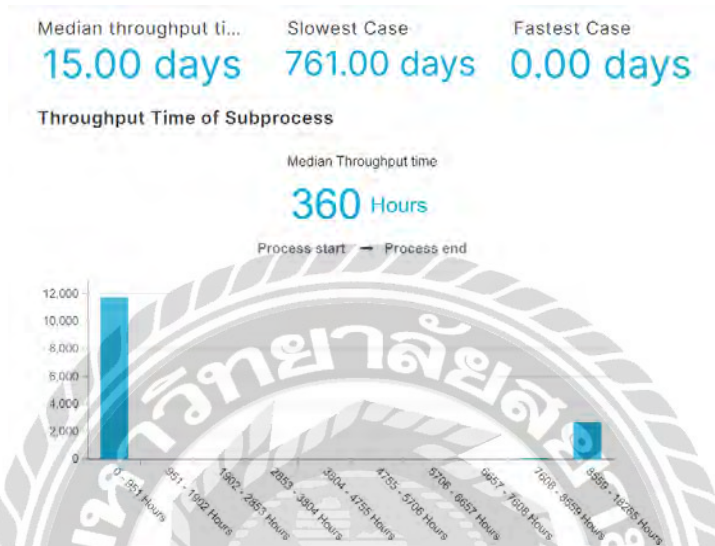 Median throughput ti... Slowest Case Fastest Case
15.00 days 761.00 days 0.00 days
Throughput Time of Subprocess
Median Throughput time
360 Hours
Process start → Process end
12,000
10,000
8,000
6,000
4,000
2,000
0
0 - 951 Hours
951 - 1902 Hours
1902 - 2853 Hours
2853 - 3804 Hours
3804 - 4755 Hours
4755 - 5706 Hours
5706 - 6657 Hours
6657 - 7608 Hours
7608 - 8559 Hours
8559 - 18265 Hours